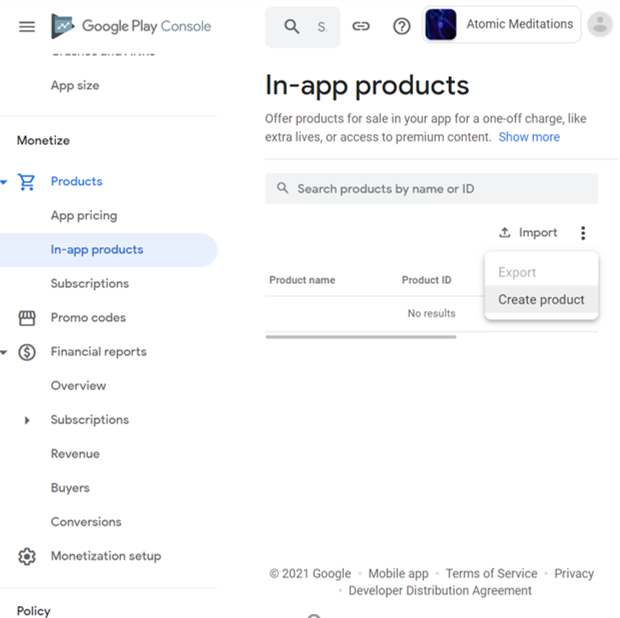 Google Play Console
S.
Atomic Meditations
App size
Monetize
Products
App pricing
In-app products
Subscriptions
Promo codes
Financial reports
Overview
Subscriptions
Revenue
Buyers
Conversions
Monetization setup
Policy
In-app products
Offer products for sale in your app for a one-off charge, like
extra lives, or access to premium content. Show more
Search products by name or ID
Import
Export
Create product
Product name Product ID
No results
© 2021 Google • Mobile app • Terms of Service • Privacy
• Developer Distribution Agreement